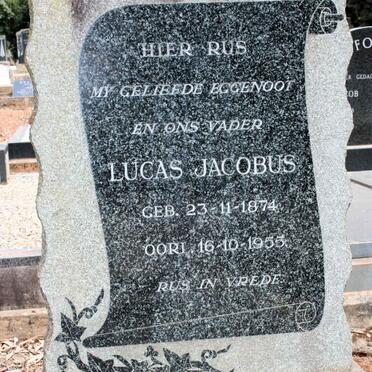 HIER RUS
MY GELIEFDE EGGENOOT
EN ONS VADER
LUCAS JACOBUS
GEB. 23-11-1874.
OORL. 16-10-1955.
RUS IN VREDE